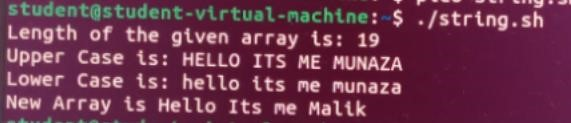 student@student-virtual-machine:~$ ./string.sh
Length of the given array is: 19
Upper Case is: HELLO ITS ME MUNAZA
Lower Case is: hello its me munaza
New Array is Hello Its me Malik